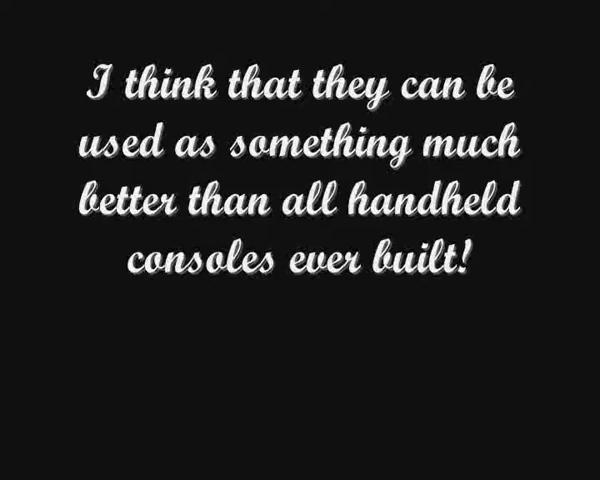 I think that they can be
used as something much
better than all handheld
consoles ever built!